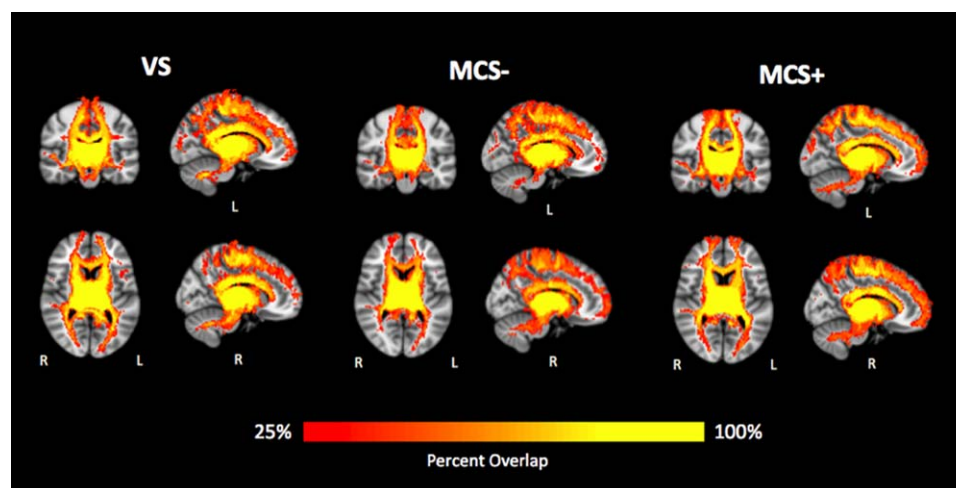 VS
MCS-
MCS+
L
L
L
R L
R
R L
R
R L
R
25% 100%
Percent Overlap